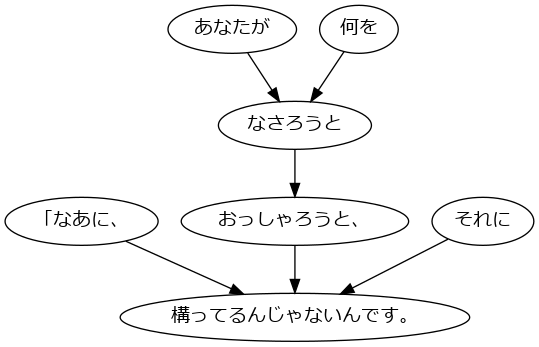 あなたが 何を
なさろうと
「なあに、 おっしゃろうと、 それに
構ってるんじゃないんです。